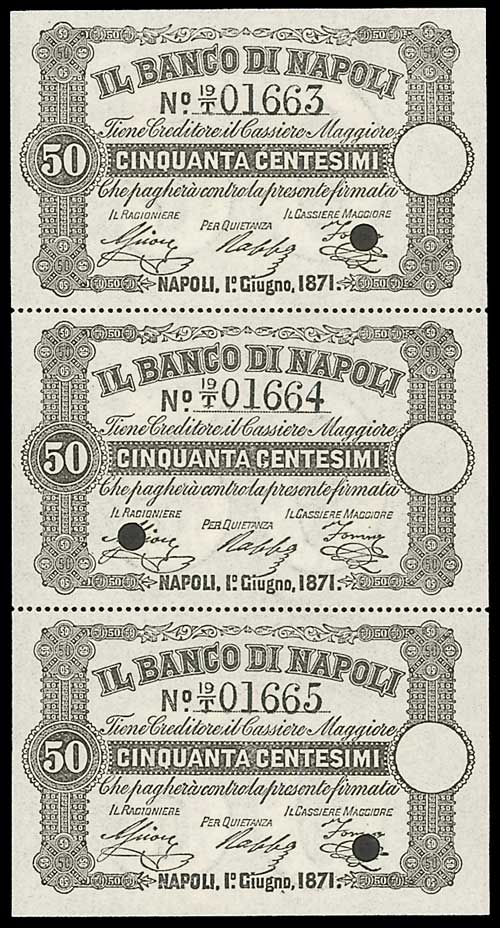 IL BANCO DI NAPOLI
No 19/T 01663
Tiene Creditore il Cassiere Maggiore
50 CINQUANTA CENTESIMI
Che pagherà contro la presente firmata
IL RAGIONIERE PER QUIETANZA IL CASSIERE MAGGIORE
NAPOLI, 1º Giugno, 1871.
IL BANCO DI NAPOLI
No 19/T 01664
Tiene Creditore il Cassiere Maggiore
50 CINQUANTA CENTESIMI
Che pagherà contro la presente firmata
IL RAGIONIERE PER QUIETANZA IL CASSIERE MAGGIORE
NAPOLI, 1º Giugno, 1871.
IL BANCO DI NAPOLI
No 19/T 01665
Tiene Creditore il Cassiere Maggiore
50 CINQUANTA CENTESIMI
Che pagherà contro la presente firmata
IL RAGIONIERE PER QUIETANZA IL CASSIERE MAGGIORE
NAPOLI, 1º Giugno, 1871.